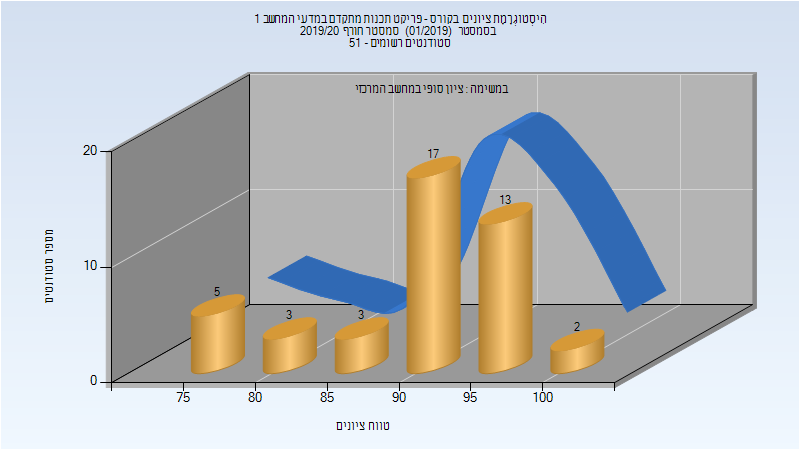 היסטוגרמת ציונים בקורס - פריקט תכנות מתקדם במדעי המחשב 1
בסמסטר (01/2019) סמסטר חורף 2019/20
סטודנטים רשומים - 51
במשימה : ציון סופי במחשב המרכזי
20
10
0
מספר סטודנטים
5
3
3
17
13
2
75
80
85
90
95
100
טווח ציונים